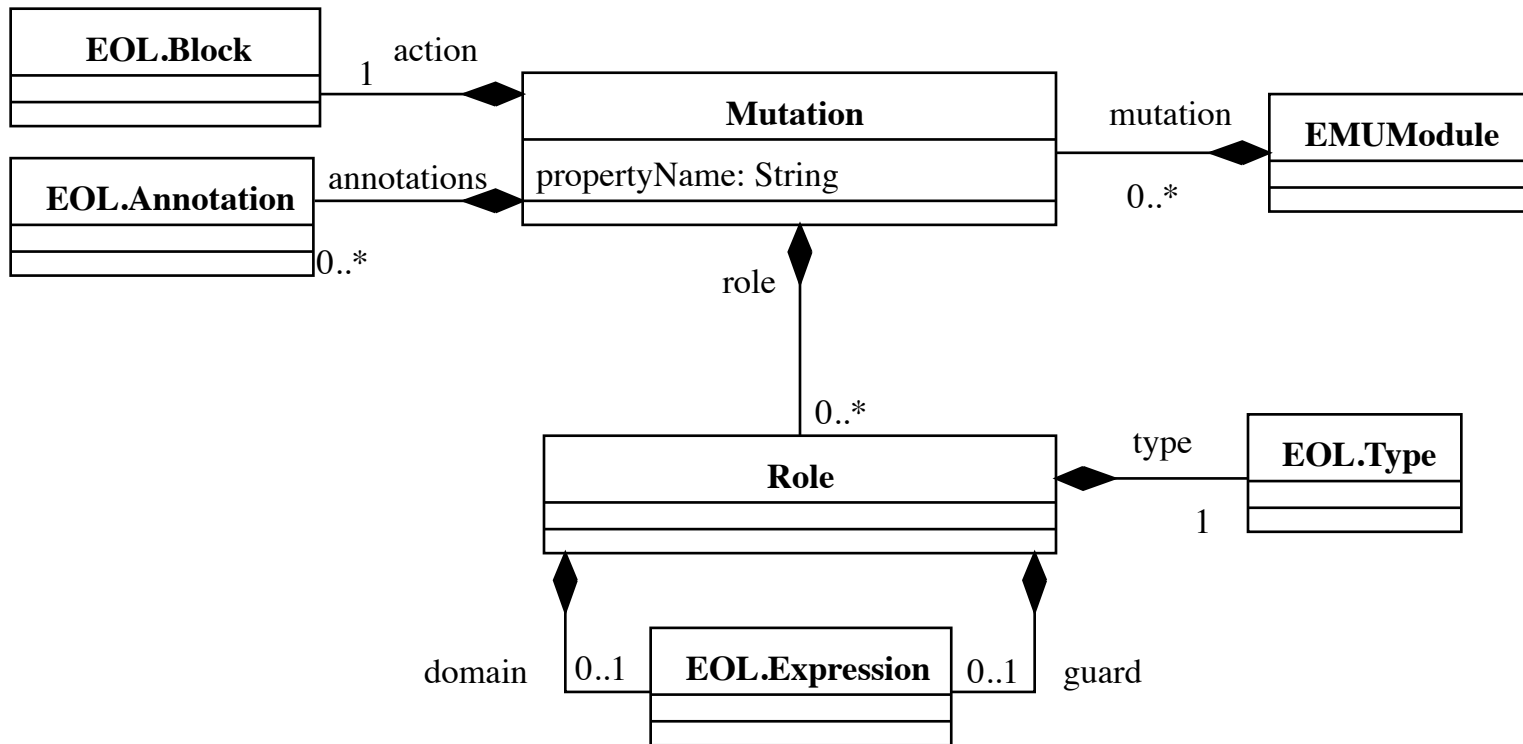 EOL.Block
action
1
Mutation
mutation
EMUModule
propertyName: String
annotations
EOL.Annotation
0..*
0..*
role
0..*
Role
type
EOL.Type
1
domain
0..1
EOL.Expression
0..1
guard